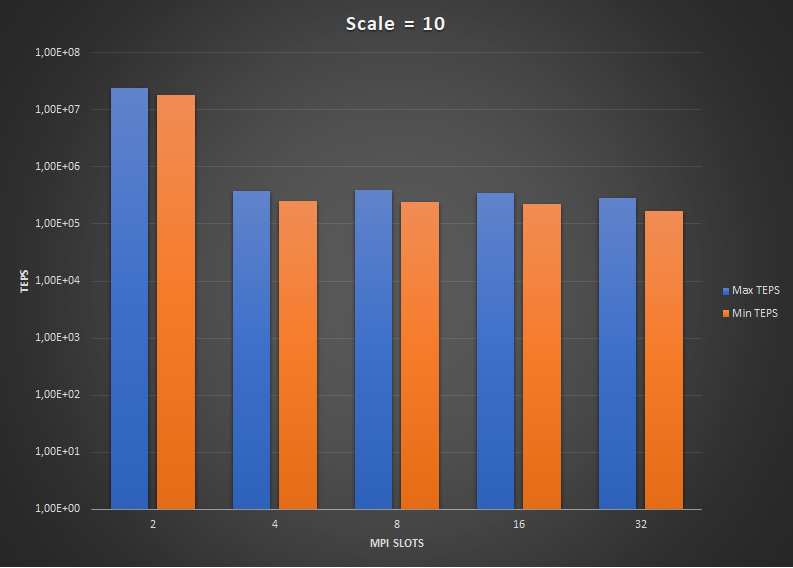 Scale = 10
1,00E+08
1,00E+07
1,00E+06
1,00E+05
1,00E+04
1,00E+03
1,00E+02
1,00E+01
1,00E+00
TEPS
2 4 8 16 32
MPI SLOTS
Max TEPS
Min TEPS